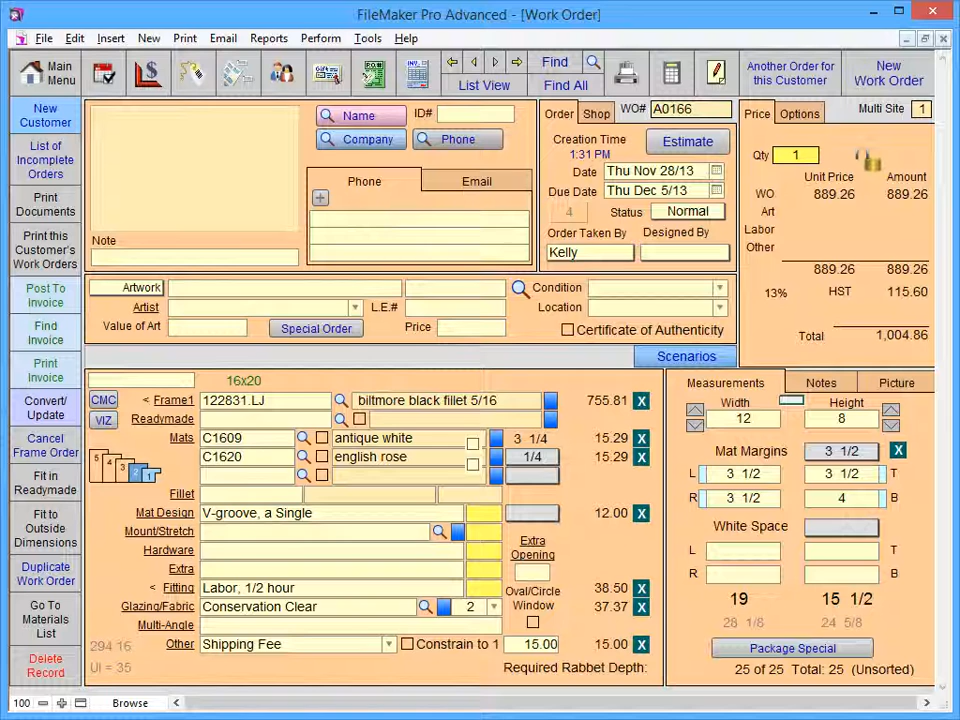 FileMaker Pro Advanced - [Work Order]
File Edit Insert New Print Email Reports Perform Tools Help
Main Menu
Find
List View Find All
Another Order for this Customer
New Work Order
New Customer
List of Incomplete Orders
Print Documents
Print this Customer's Work Orders
Post To Invoice
Find Invoice
Print Invoice
Convert/ Update
Cancel Frame Order
Fit in Readymade
Fit to Outside Dimensions
Duplicate Work Order
Go To Materials List
Delete Record
Name ID#
Company Phone
Phone Email
Note
Order Shop WO# A0166
Creation Time
1:31 PM
Estimate
Date Thu Nov 28/13
Due Date Thu Dec 5/13
4 Status Normal
Order Taken By Designed By
Kelly
Price Options Multi Site 1
Qty 1
Unit Price Amount
WO 889.26 889.26
Art
Labor
Other
889.26 889.26
13% HST 115.60
Total 1,004.86
Artwork Condition
Artist L.E.# Location
Value of Art Special Order Price Certificate of Authenticity
Scenarios
16x20
CMC < Frame1 122831.LJ biltmore black fillet 5/16 755.81 X
VIZ Readymade
Mats C1609 antique white 3 1/4 15.29 X
C1620 english rose 1/4 15.29 X
5 4 3 2 1
Fillet
Mat Design V-groove, a Single 12.00 X
Mount/Stretch
Hardware Extra Opening
Extra
< Fitting Labor, 1/2 hour 38.50 X
Oval/Circle Window
Glazing/Fabric Conservation Clear 2 37.37 X
Multi-Angle
294 16 Other Shipping Fee Constrain to 1 15.00 15.00 X
UI = 35 Required Rabbet Depth:
Measurements Notes Picture
Width Height
12 8
Mat Margins 3 1/2 X
L 3 1/2 3 1/2 T
R 3 1/2 4 B
White Space
L T
R B
19 15 1/2
28 1/8 24 5/8
Package Special
25 of 25 Total: 25 (Unsorted)
100 Browse